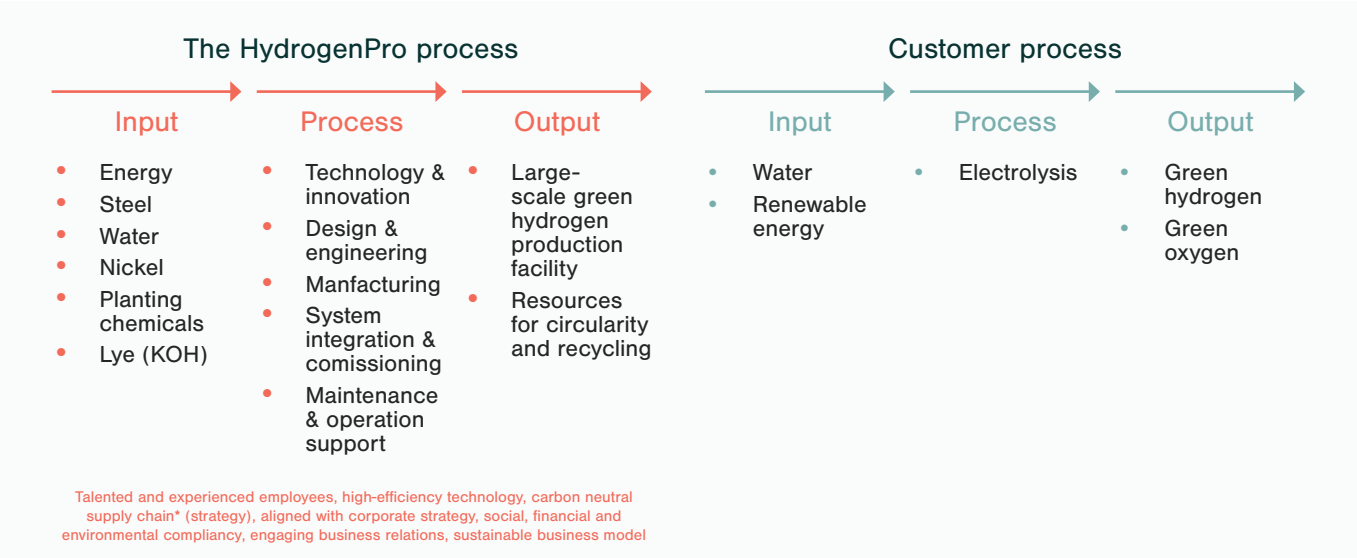 The HydrogenPro process
Input
Energy
Steel
Water
Nickel
Planting
chemicals
Lye (KOH)
Process
Technology &
innovation
Design &
engineering
Manfacturing
System
integration &
comissioning
Maintenance
& operation
support
Output
Large-
scale green
hydrogen
production
facility
Resources
for circularity
and recycling
Talented and experienced employees, high-efficiency technology, carbon neutral
supply chain* (strategy), aligned with corporate strategy, social, financial and
environmental compliancy, engaging business relations, sustainable business model
Customer process
Input
Water
Renewable
energy
Process
Electrolysis
Output
Green
hydrogen
Green
oxygen